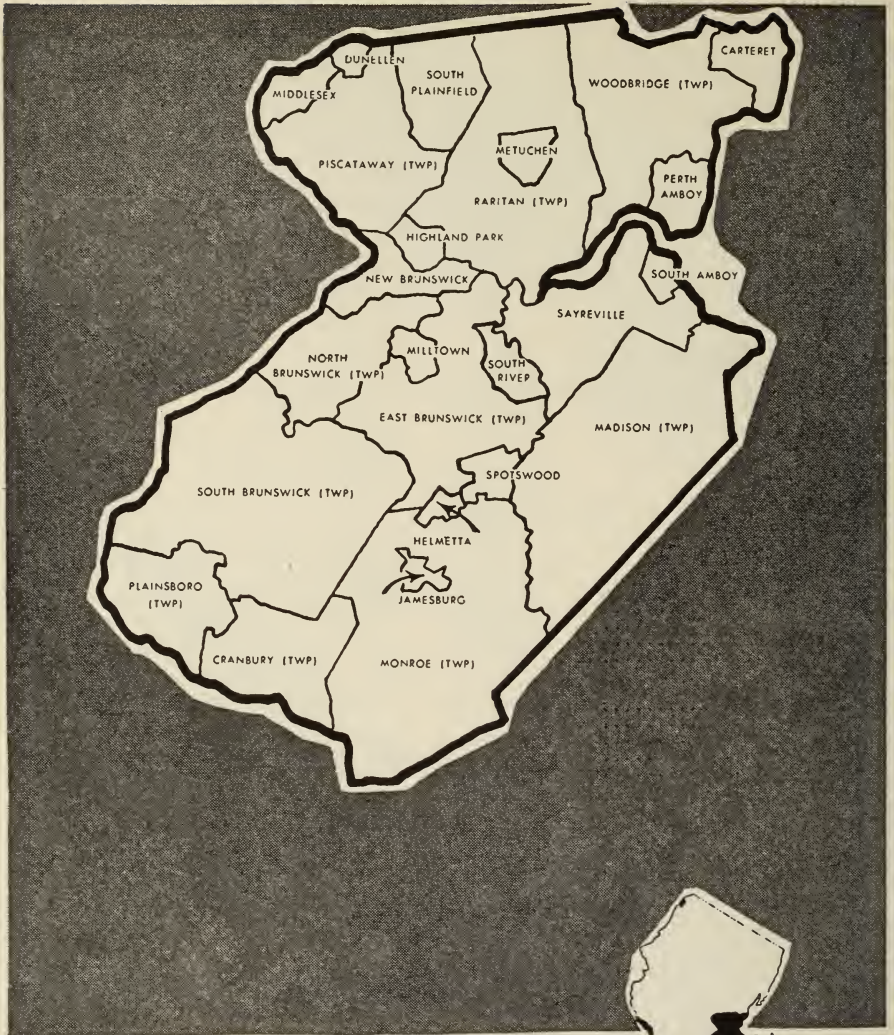 DUNELLEN
CARTERET
SOUTH
PLAINFIELD
WOODBRIDGE (TWP)
MIDDLESEX
METUCHEN
PISCATAWAY (TWP)
PERTH
AMBOY
RARITAN (TWP)
HIGHLAND PARK
NEW BRUNSWICK
SOUTH AMBOY
SAYREVILLE
NORTH
BRUNSWICK (TWP)
MILLTOWN
SOUTH
RIVER
EAST BRUNSWICK (TWP)
MADISON (TWP)
SPOTSWOOD
SOUTH BRUNSWICK (TWP)
HELMETTA
PLAINSBORO
(TWP)
JAMESBURG
CRANBURY (TWP)
MONROE (TWP)